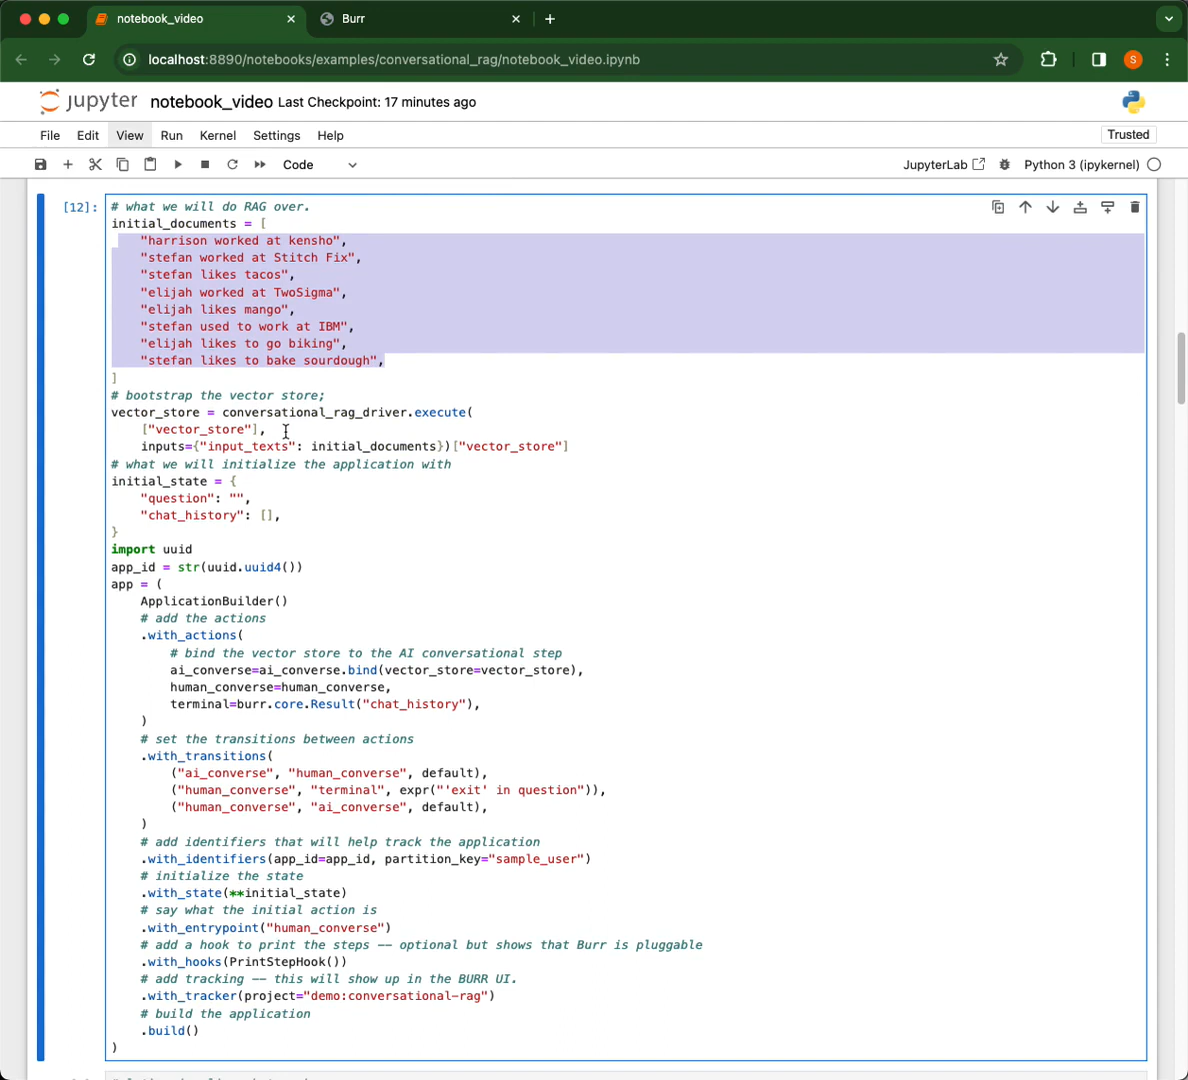 notebook_video
Burr
localhost:8890/notebooks/examples/conversational_rag/notebook_video.ipynb
S
jupyter notebook_video Last Checkpoint: 17 minutes ago
File Edit View Run Kernel Settings Help
Trusted
Code
JupyterLab
Python 3 (ipykernel)
[12]: # what we will do RAG over.
initial_documents = [
"harrison worked at kensho",
"stefan worked at Stitch Fix",
"stefan likes tacos",
"elijah worked at TwoSigma",
"elijah likes mango",
"stefan used to work at IBM",
"elijah likes to go biking",
"stefan likes to bake sourdough",
]
# bootstrap the vector store;
vector_store = conversational_rag_driver.execute(
["vector_store"],
inputs={"input_texts": initial_documents})["vector_store"]
# what we will initialize the application with
initial_state = {
"question": "",
"chat_history": [],
}
import uuid
app_id = str(uuid.uuid4())
app = (
ApplicationBuilder()
# add the actions
.with_actions(
# bind the vector store to the AI conversational step
ai_converse=ai_converse.bind(vector_store=vector_store),
human_converse=human_converse,
terminal=burr.core.Result("chat_history"),
)
# set the transitions between actions
.with_transitions(
("ai_converse", "human_converse", default),
("human_converse", "terminal", expr("'exit' in question")),
("human_converse", "ai_converse", default),
)
# add identifiers that will help track the application
.with_identifiers(app_id=app_id, partition_key="sample_user")
# initialize the state
.with_state(**initial_state)
# say what the initial action is
.with_entrypoint("human_converse")
# add a hook to print the steps -- optional but shows that Burr is pluggable
.with_hooks(PrintStepHook())
# add tracking -- this will show up in the BURR UI.
.with_tracker(project="demo:conversational-rag")
# build the application
.build()
)